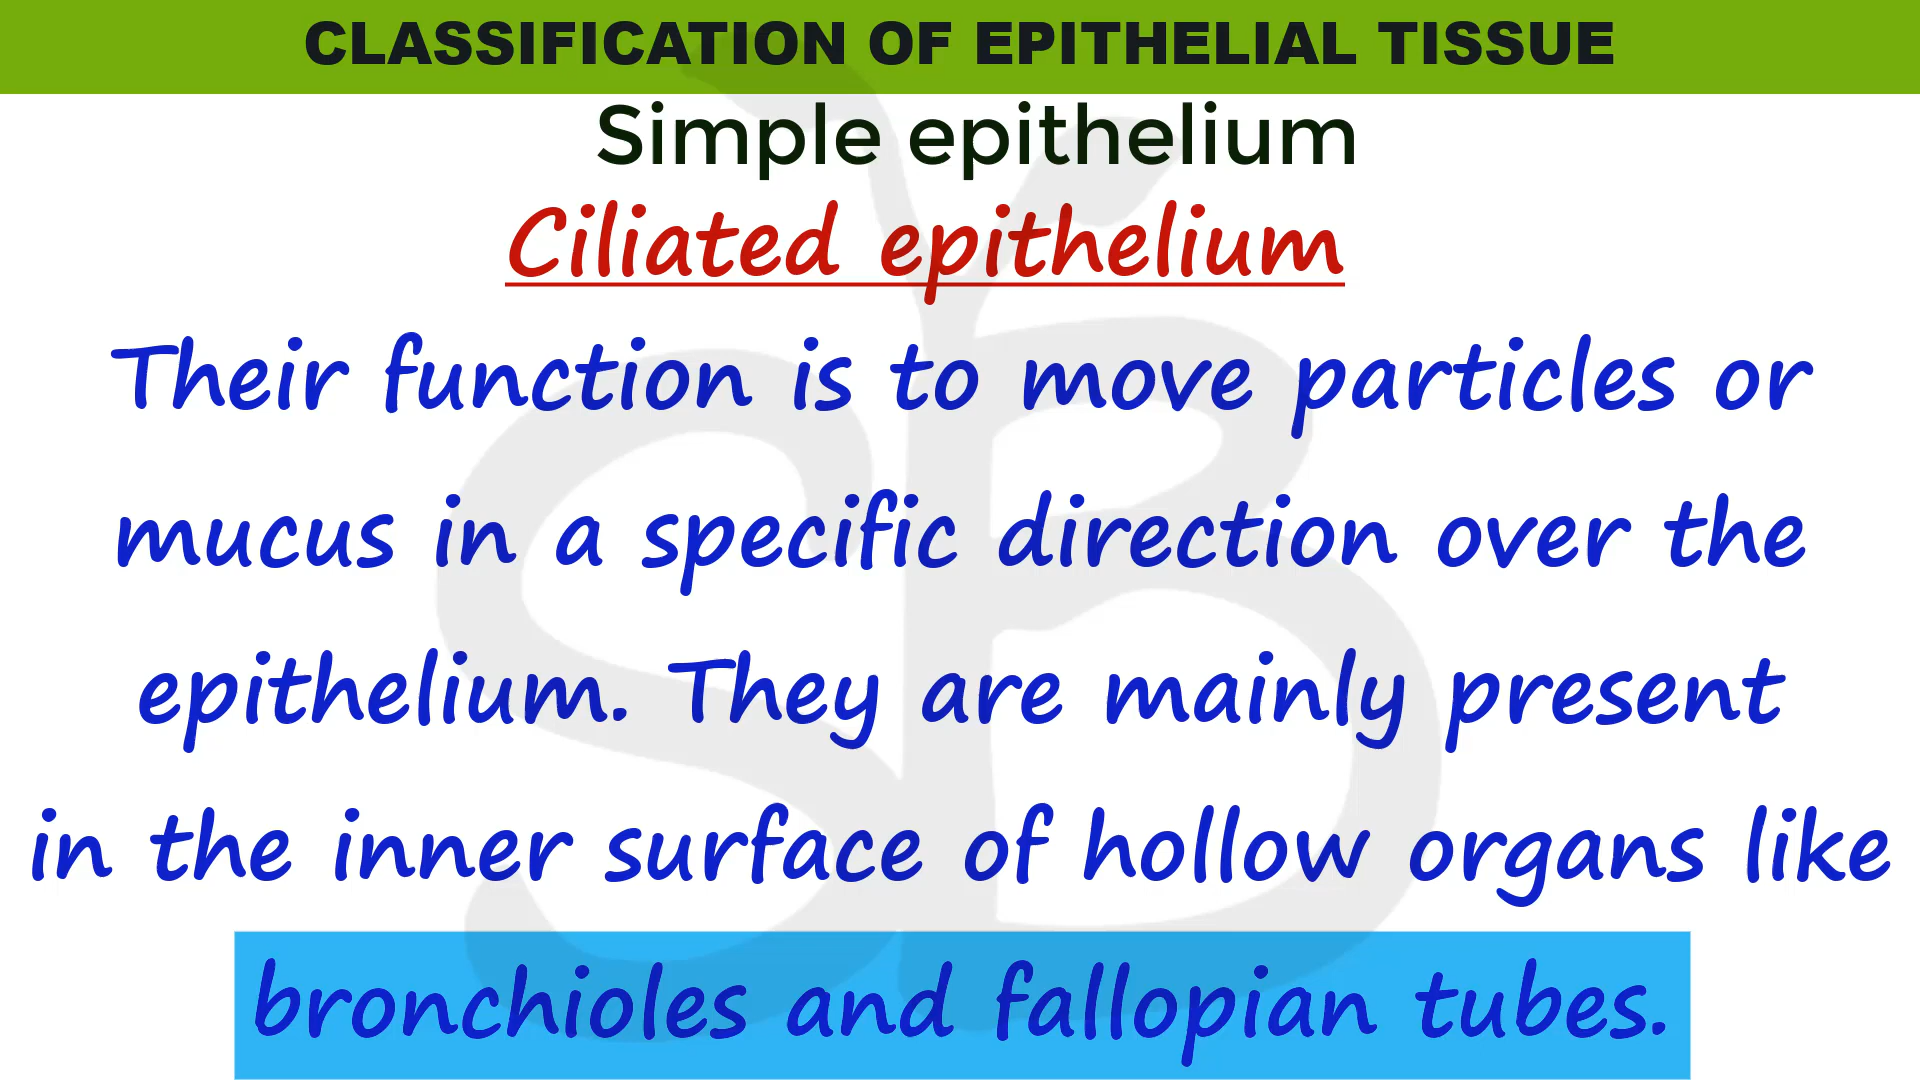 CLASSIFICATION OF EPITHELIAL TISSUE
Simple epithelium
Ciliated epithelium
Their function is to move particles or
mucus in a specific direction over the
epithelium. They are mainly present
in the inner surface of hollow organs like
bronchioles and fallopian tubes.
SB